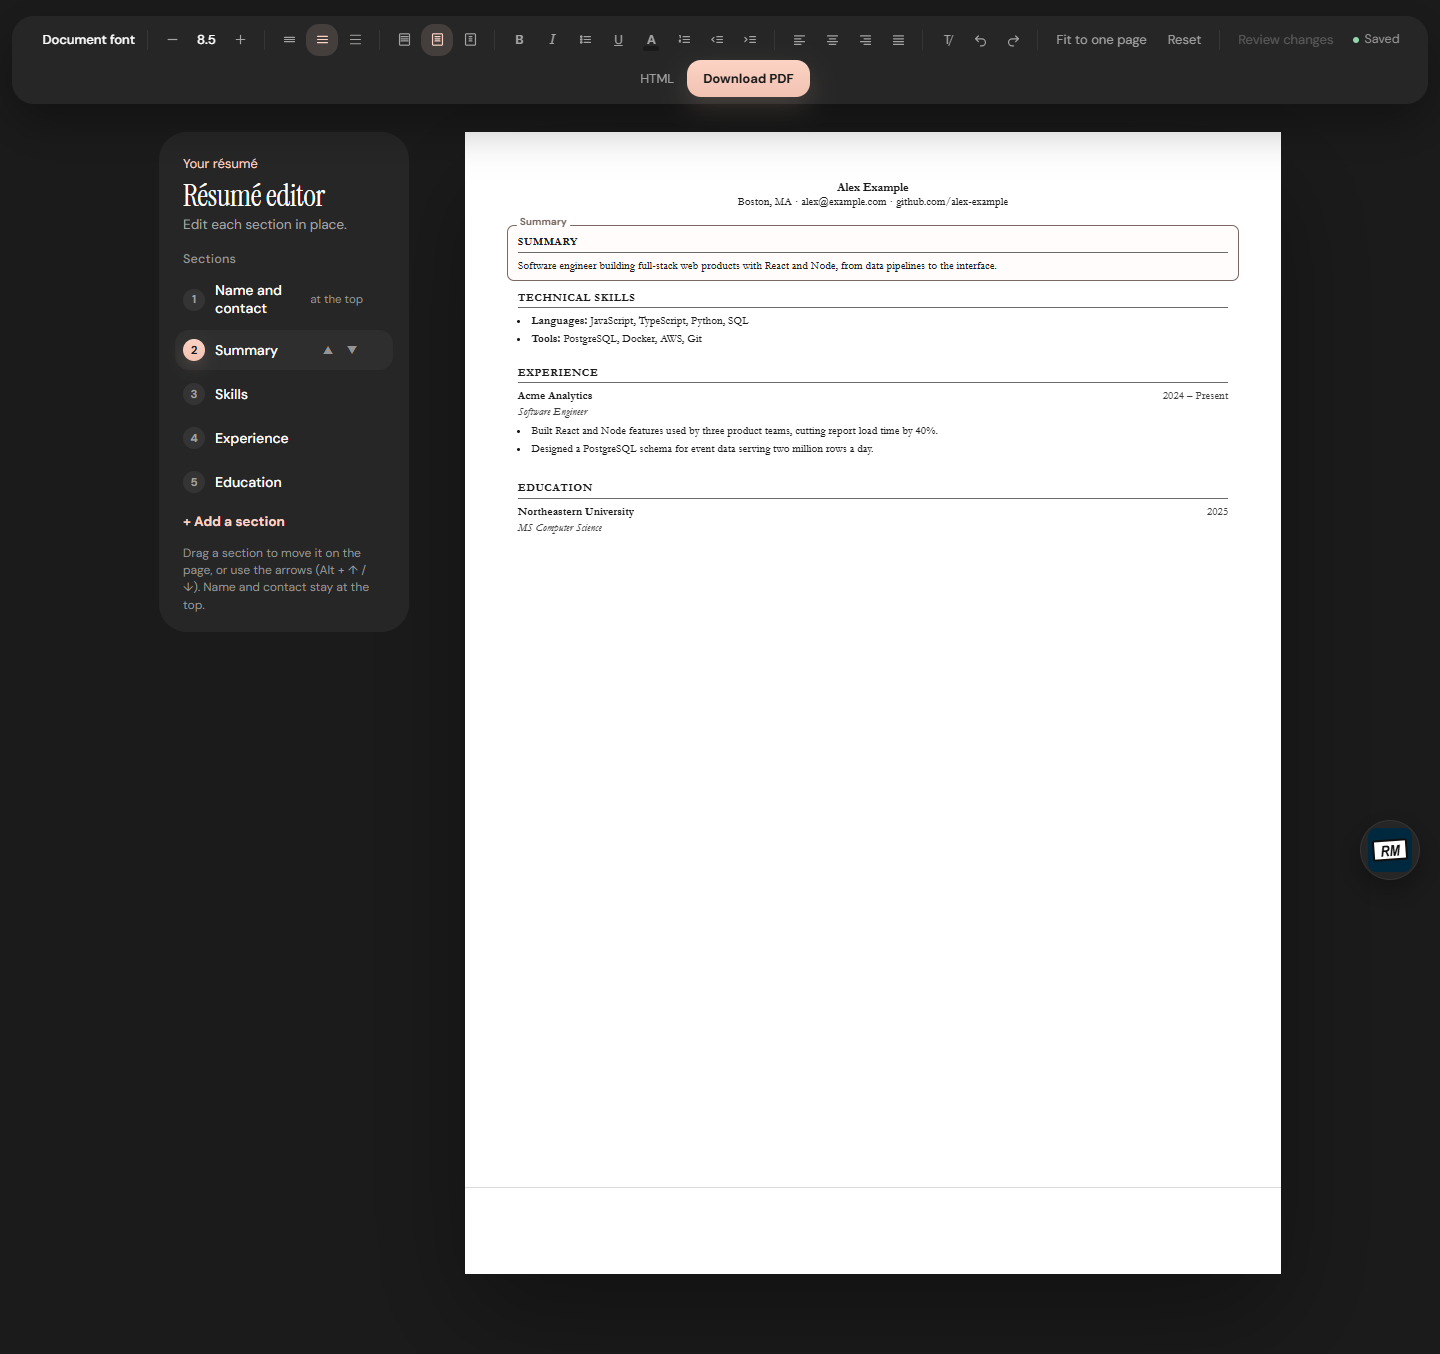 Document font — 8.5 + B I U A Fit to one page Reset Review changes Saved
HTML Download PDF
Your résumé
Résumé editor
Edit each section in place.
Sections
1 Name and contact at the top
2 Summary ▲ ▼
3 Skills
4 Experience
5 Education
+ Add a section
Drag a section to move it on the
page, or use the arrows (Alt + ↑ /
↓). Name and contact stay at the
top.
Alex Example
Boston, MA · alex@example.com · github.com/alex-example
Summary
SUMMARY
Software engineer building full-stack web products with React and Node, from data pipelines to the interface.
TECHNICAL SKILLS
• Languages: JavaScript, TypeScript, Python, SQL
• Tools: PostgreSQL, Docker, AWS, Git
EXPERIENCE
Acme Analytics 2024 – Present
Software Engineer
• Built React and Node features used by three product teams, cutting report load time by 40%.
• Designed a PostgreSQL schema for event data serving two million rows a day.
EDUCATION
Northeastern University 2025
MS Computer Science
RM